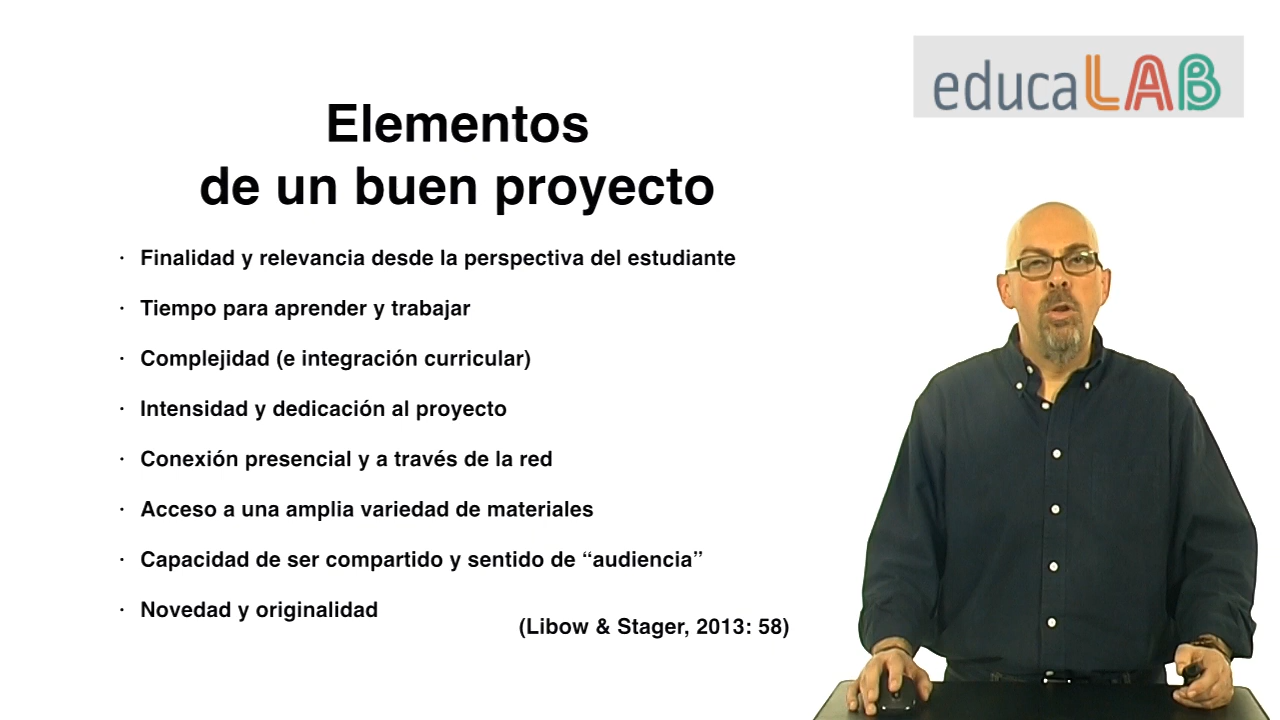 educaLAB
Elementos
de un buen proyecto
· Finalidad y relevancia desde la perspectiva del estudiante
· Tiempo para aprender y trabajar
· Complejidad (e integración curricular)
· Intensidad y dedicación al proyecto
· Conexión presencial y a través de la red
· Acceso a una amplia variedad de materiales
· Capacidad de ser compartido y sentido de “audiencia”
· Novedad y originalidad
(Libow & Stager, 2013: 58)